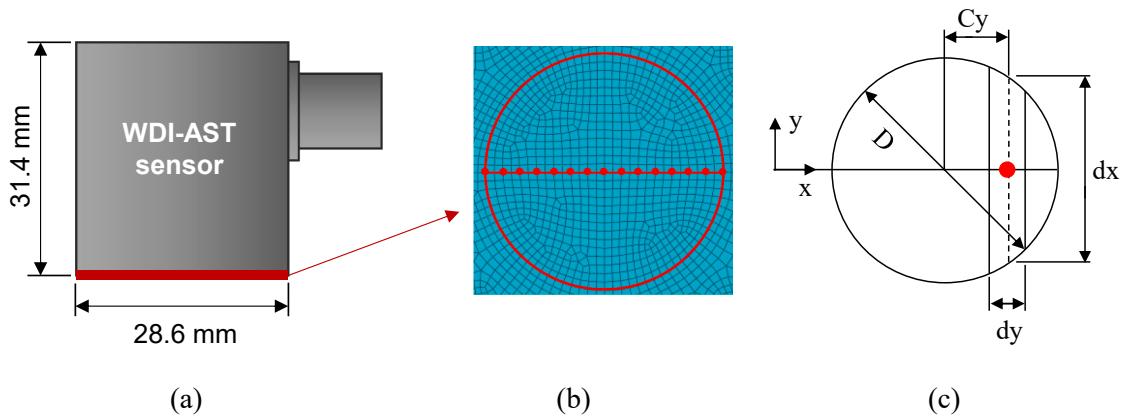 31.4 mm
WDI-AST
sensor
28.6 mm
Cy
y
x
D
dx
dy
(a)
(b)
(c)